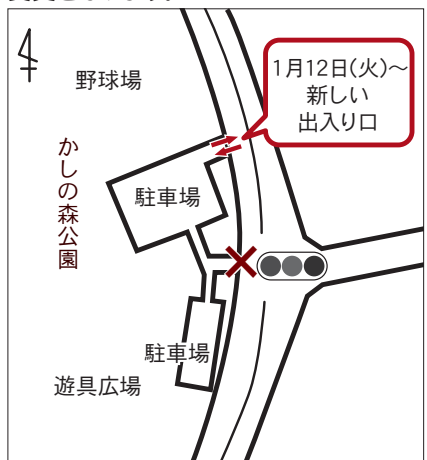 1月12日(火)~
新しい
出入り口
野球場
かしの森公園
駐車場
駐車場
遊具広場